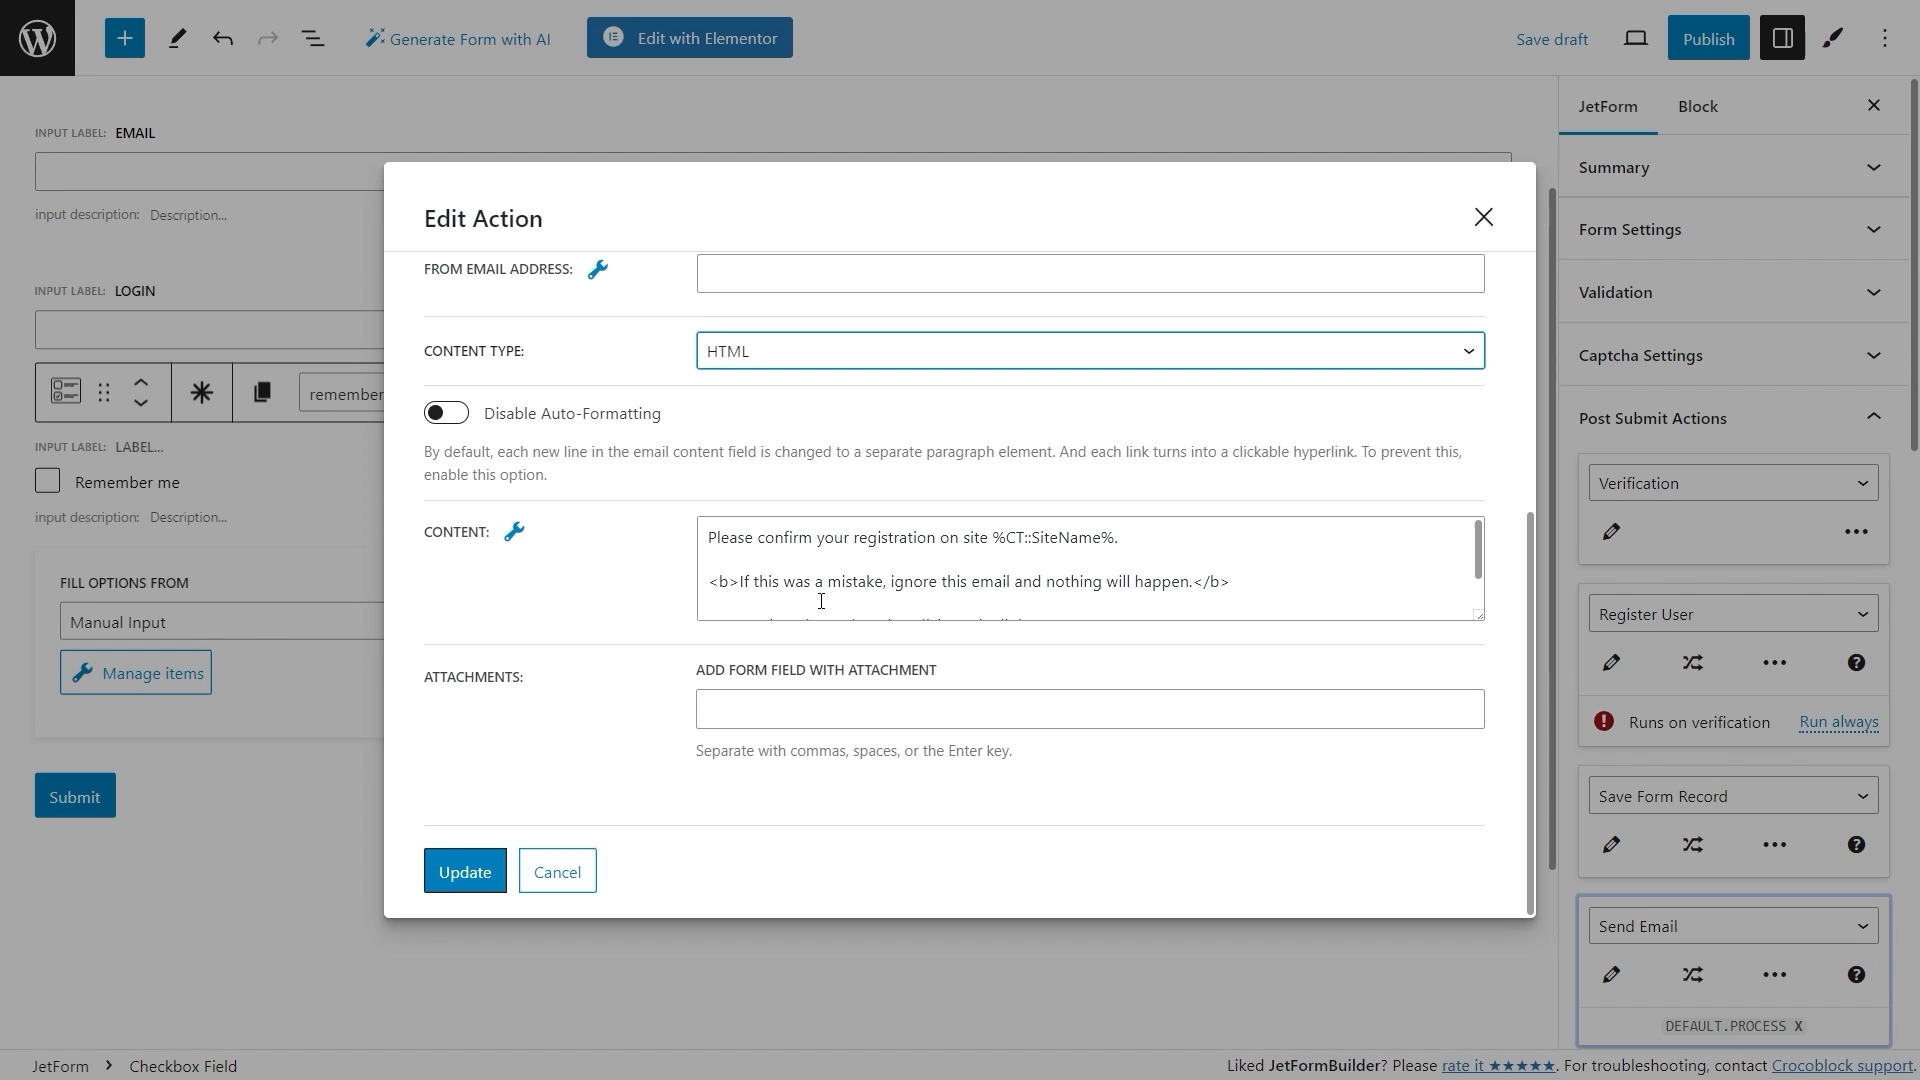 Generate Form with AI
Edit with Elementor
Save draft
Publish
INPUT LABEL: EMAIL
input description: Description...
INPUT LABEL: LOGIN
remember
INPUT LABEL: LABEL...
Remember me
input description: Description...
FILL OPTIONS FROM
Manual Input
Manage items
Submit
Edit Action
FROM EMAIL ADDRESS:
CONTENT TYPE:
HTML
Disable Auto-Formatting
By default, each new line in the email content field is changed to a separate paragraph element. And each link turns into a clickable hyperlink. To prevent this,
enable this option.
CONTENT:
Please confirm your registration on site %CT::SiteName%.
<b>If this was a mistake, ignore this email and nothing will happen.</b>
ATTACHMENTS:
ADD FORM FIELD WITH ATTACHMENT
Separate with commas, spaces, or the Enter key.
Update
Cancel
JetForm
Block
Summary
Form Settings
Validation
Captcha Settings
Post Submit Actions
Verification
Register User
Runs on verification
Run always
Save Form Record
Send Email
DEFAULT.PROCESS X
JetForm > Checkbox Field
Liked JetFormBuilder? Please rate it ★★★★★. For troubleshooting, contact Crocoblock support.